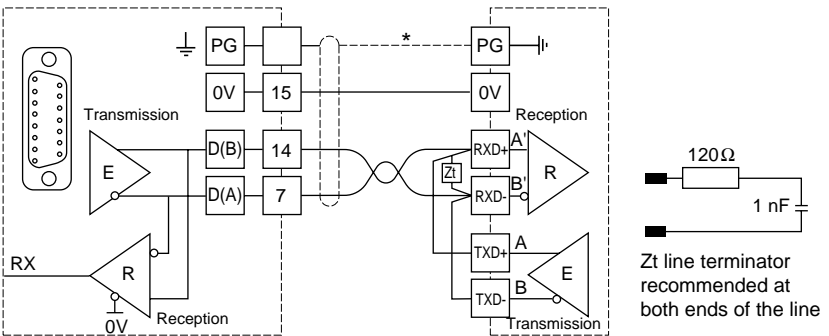 PG
*
PG
0V
15
0V
Transmission
Reception
E
D(B)
14
RXD+
A'
R
Zt
D(A)
7
RXD-
B'
120Ω
1 nF
RX
R
0V
Reception
TXD+
A
E
TXD-
B
Transmission
Zt line terminator
recommended at
both ends of the line